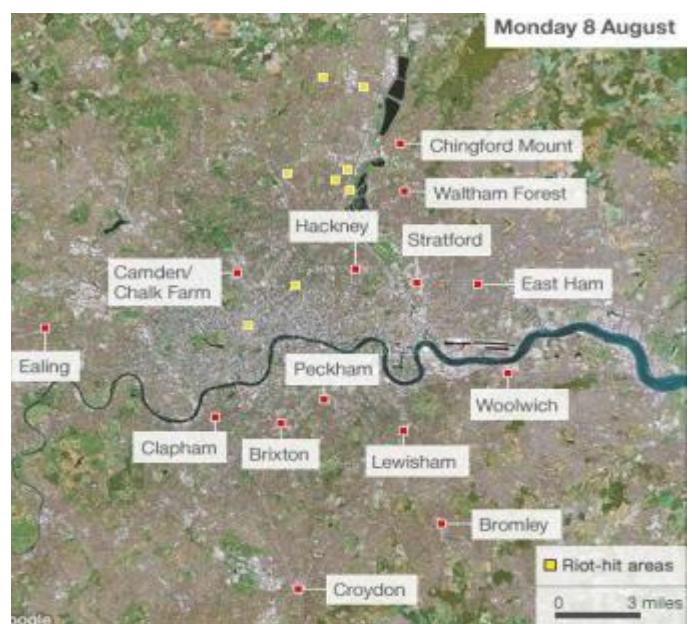 Monday 8 August
Chingford Mount
Waltham Forest
Hackney
Stratford
Camden/
Chalk Farm
East Ham
Ealing
Peckham
Woolwich
Clapham
Brixton
Lewisham
Bromley
Riot-hit areas
Croydon
0 3 miles